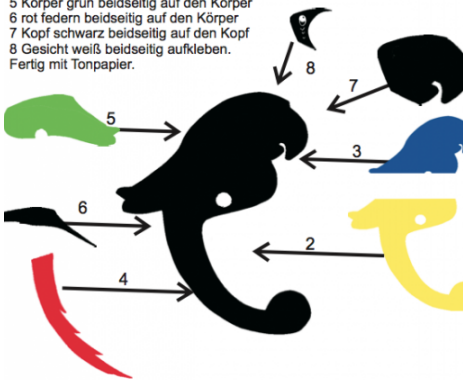 5 Körper grün beidseitig auf den Körper
6 rot federn beidseitig auf den Körper
7 Kopf schwarz beidseitig auf den Kopf
8 Gesicht weiß beidseitig aufkleben.
Fertig mit Tonpapier.
8
7
5
3
6
2
4